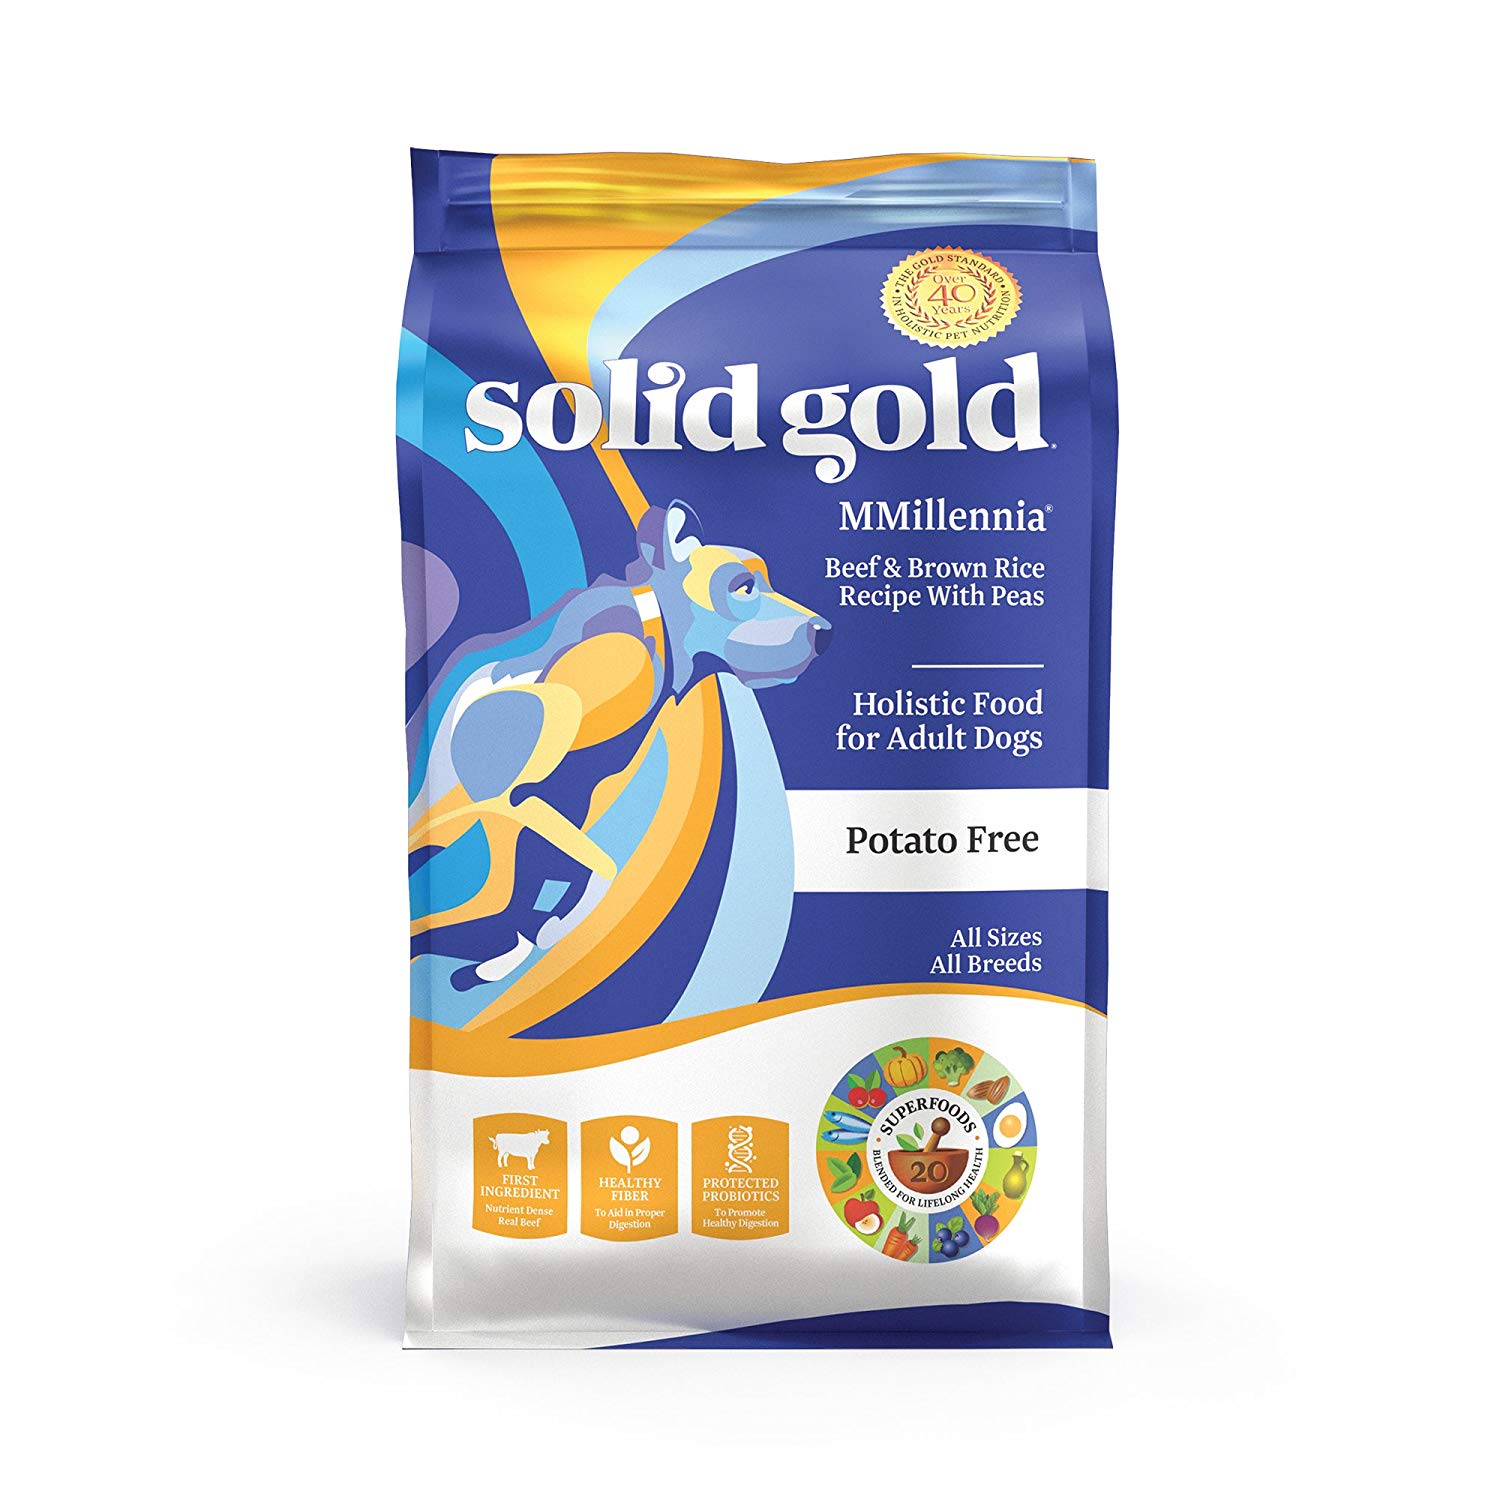 THE GOLD STANDARD
Over
40
Years
IN HOLISTIC PET NUTRITION
solid gold®
MMillennia®
Beef & Brown Rice
Recipe With Peas
Holistic Food
for Adult Dogs
Potato Free
All Sizes
All Breeds
FIRST
INGREDIENT
Nutrient Dense
Real Beef
HEALTHY
FIBER
To Aid in Proper
Digestion
PROTECTED
PROBIOTICS
To Promote
Healthy Digestion
SUPERFOODS
20
BLENDED FOR LIFELONG HEALTH